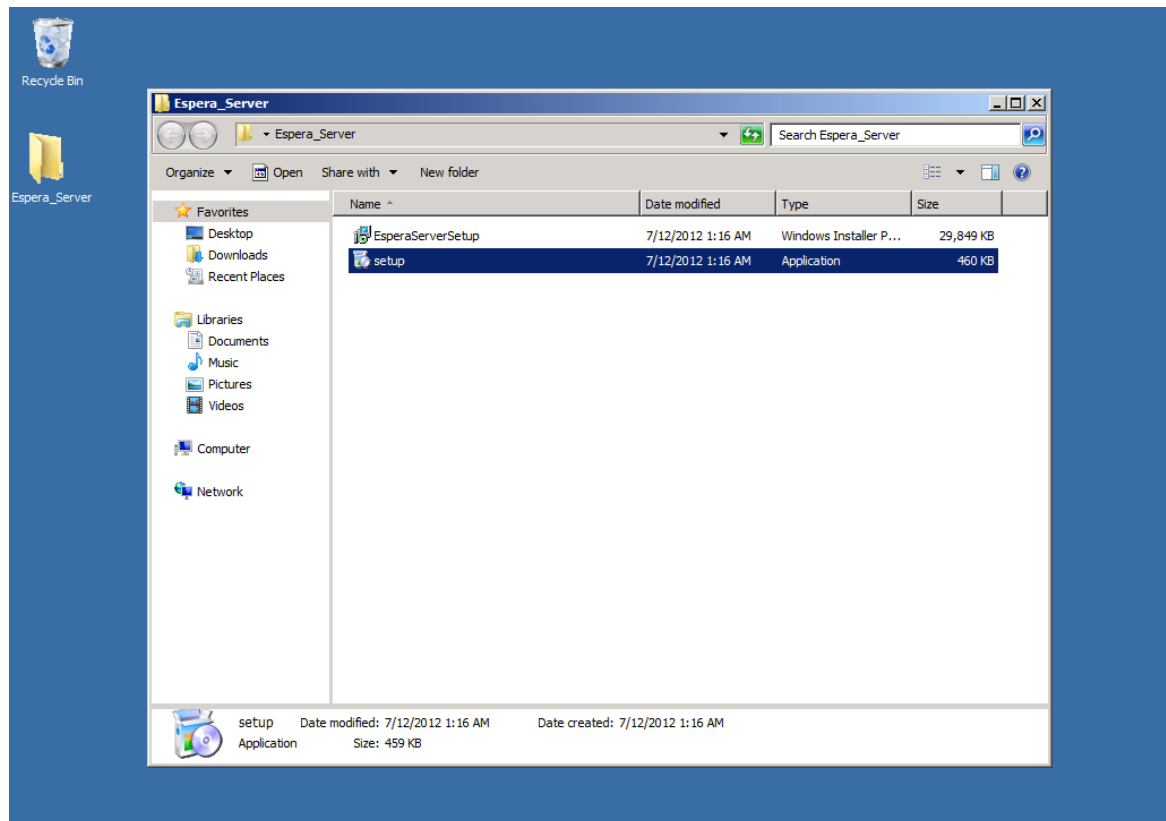 Recycle Bin
Espera_Server
Espera_Server
Espera_Server
Search Espera_Server
Organize
Open
Share with
New folder
Favorites
Desktop
Downloads
Recent Places
Libraries
Documents
Music
Pictures
Videos
Computer
Network
Name Date modified Type Size
EsperaServerSetup 7/12/2012 1:16 AM Windows Installer P... 29,849 KB
setup 7/12/2012 1:16 AM Application 460 KB
setup Date modified: 7/12/2012 1:16 AM Date created: 7/12/2012 1:16 AM
Application Size: 459 KB